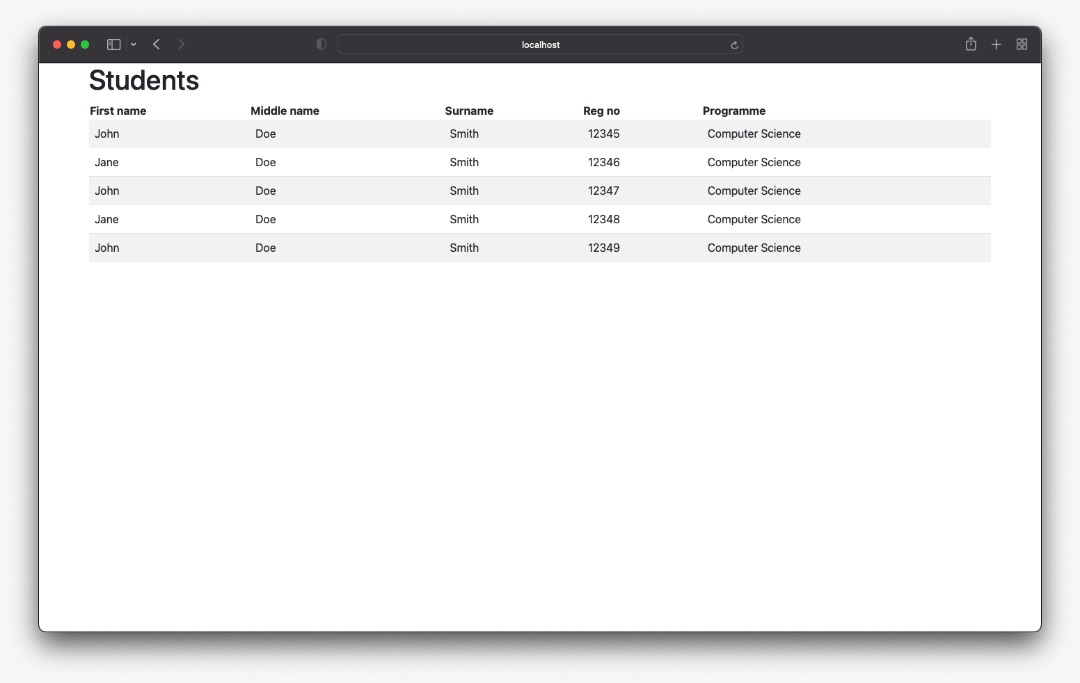 localhost
Students
First name Middle name Surname Reg no Programme
John Doe Smith 12345 Computer Science
Jane Doe Smith 12346 Computer Science
John Doe Smith 12347 Computer Science
Jane Doe Smith 12348 Computer Science
John Doe Smith 12349 Computer Science